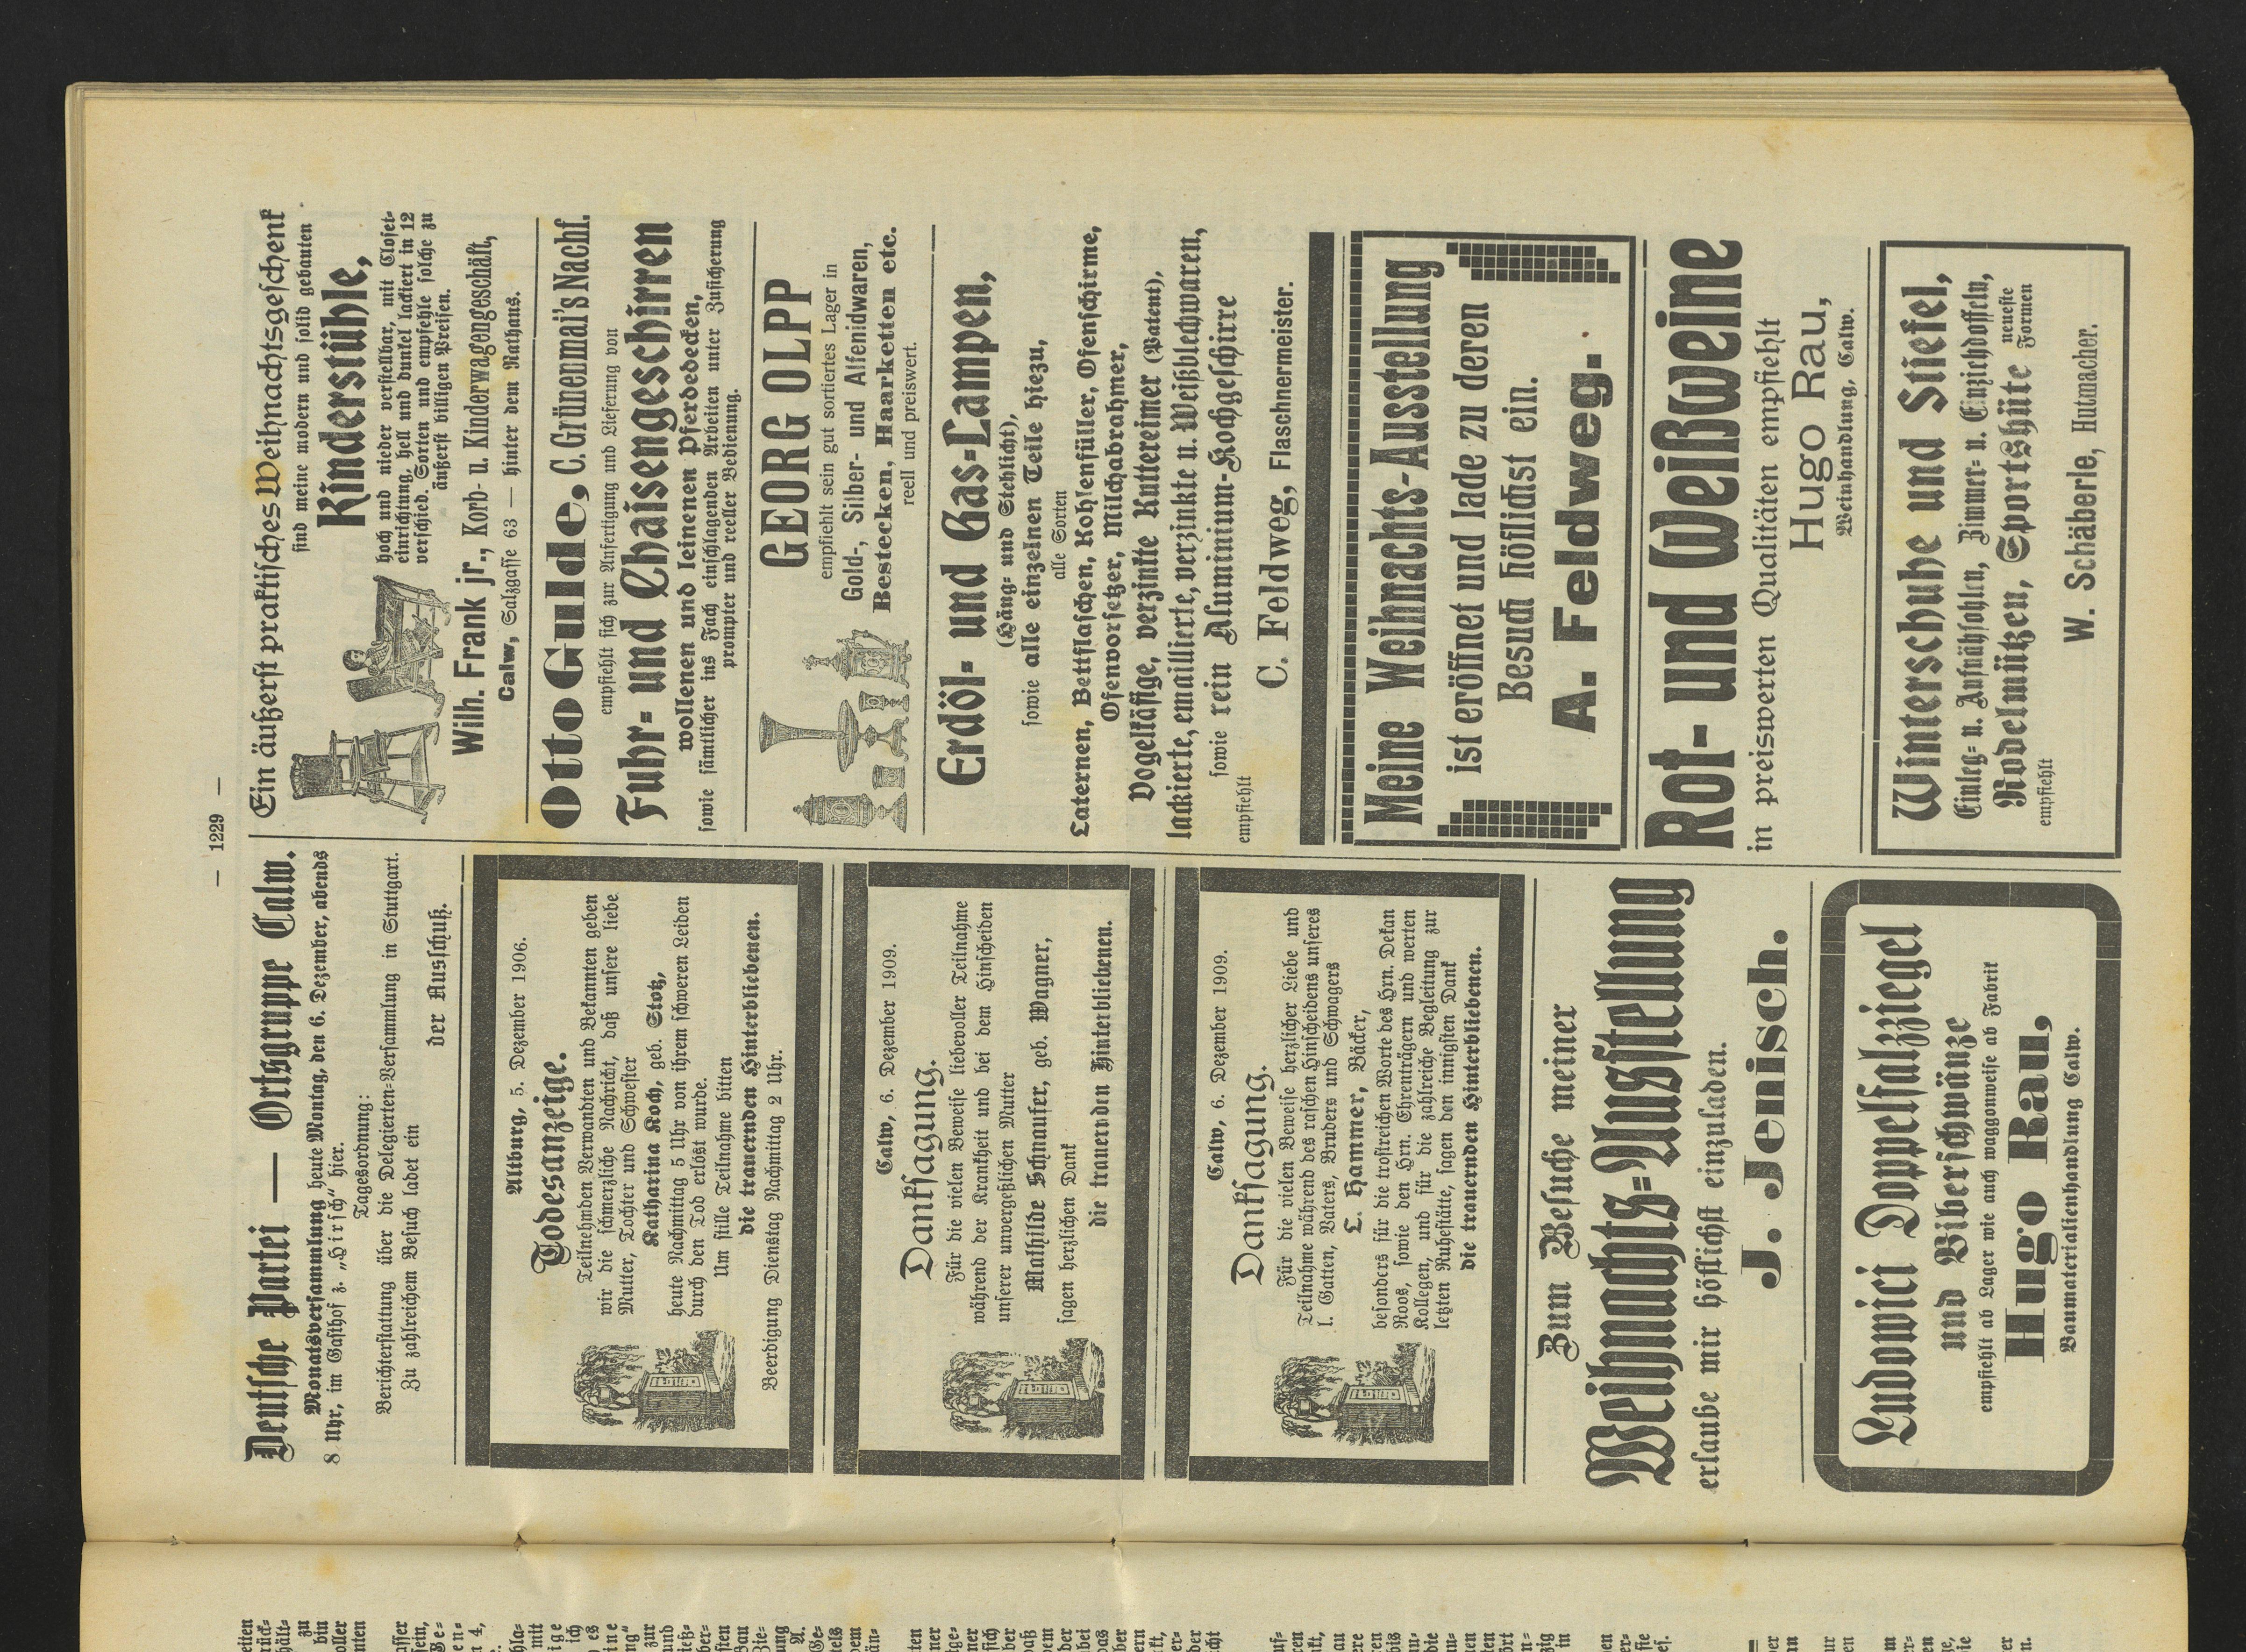 — 1229 —
Deutsche Partei — Ortsgruppe Calw.
Monatsversammlung heute Montag, den 6. Dezember, abends
8 Uhr, im Gasthof z. „Hirsch“ hier.
Tagesordnung:
Berichterstattung über die Delegierten-Versammlung in Stuttgart.
Zu zahlreichem Besuch ladet ein
der Ausschuß.
Altburg, 5. Dezember 1906.
Todesanzeige.
Teilnehmden Verwandten und Bekannten geben
wir die schmerzliche Nachricht, daß unsere liebe
Mutter, Tochter und Schwester
Katharina Koch, geb. Stotz,
heute Nachmittag 5 Uhr von ihrem schweren Leiden
durch den Tod erlöst wurde.
Um stille Teilnahme bitten
die trauernden Hinterbliebenen.
Beerdigung Dienstag Nachmittag 2 Uhr.
Calw, 6. Dezember 1909.
Danksagung.
Für die vielen Beweise liebevoller Teilnahme
während der Krankheit und bei dem Hinscheiden
unserer unvergeßlichen Mutter
Mathilde Schnaufer, geb. Wagner,
sagen herzlichen Dank
die trauernden Hinterbliebenen.
Calw, 6. Dezember 1909.
Danksagung.
Für die vielen Beweise herzlicher Liebe und
Teilnahme während des raschen Hinscheidens unseres
l. Gatten, Vaters, Bruders und Schwagers
L. Hammer, Bäcker,
besonders für die trostreichen Worte des Hrn. Dekan
Roos, sowie den Hrn. Ehrenträgern und werten
Kollegen, und für die zahlreiche Begleitung zur
letzten Ruhestätte, sagen den innigsten Dank
die trauernden Hinterbliebenen.
Zum Besuche meiner
Weihnachts-Ausstellung
erlaube mir höflichst einzuladen.
J. Jenisch.
Ludowici Doppelfalzziegel
und Biberschwänze
empfiehlt ab Lager wie auch waggonweise ab Fabrik
Hugo Rau,
Baumaterialienhandlung Calw.
Ein äußerst praktisches Weihnachtsgeschenk
sind meine modern und solid gebauten
Kinderstühle,
hoch und nieder verstellbar, mit Closet-
einrichtung, hell und dunkel lackiert in 12
verschied. Sorten und empfehle solche zu
äußerst billigen Preisen.
Wilh. Frank jr., Korb- u. Kinderwagengeschäft,
Calw, Salzgasse 63 — hinter dem Rathaus.
Otto Gulde, C. Grünenmai's Nachf.
empfiehlt sich zur Anfertigung und Lieferung von
Fuhr- und Chaisengeschirren
wollenen und leinenen Pferdedecken,
sowie sämtlicher ins Fach einschlagenden Arbeiten unter Zusicherung
prompter und reeller Bedienung.
GEORG OLPP
empfiehlt sein gut sortiertes Lager in
Gold-, Silber- und Alfenidwaren,
Bestecken, Haarketten etc.
reell und preiswert.
Erdöl- und Gas-Lampen,
(Häng- und Stehlicht),
sowie alle einzelnen Teile hiezu,
alle Sorten
Laternen, Bettflaschen, Kohlenfüller, Ofenschirme,
Ofenvorsetzer, Milchabrahmer,
Vogelkäfige, verzinkte Kuttereimer (Patent),
lackierte, emaillierte, verzinkte u. Weißblechwaren,
sowie rein Aluminium-Kochgeschirre
empfiehlt
C. Feldweg, Flaschnermeister.
Meine Weihnachts-Ausstellung
ist eröffnet und lade zu deren
Besuch höflichst ein.
A. Feldweg.
Rot- und Weißweine
in preiswerten Qualitäten empfiehlt
Hugo Rau,
Weinhandlung, Calw.
Winterschuhe und Stiefel,
Einleg- u. Aufnähsohlen, Zimmer- u. Einziehdoffeln,
Rodelmützen, Sportshüte neueste Formen
empfiehlt
W. Schäberle, Hutmacher.